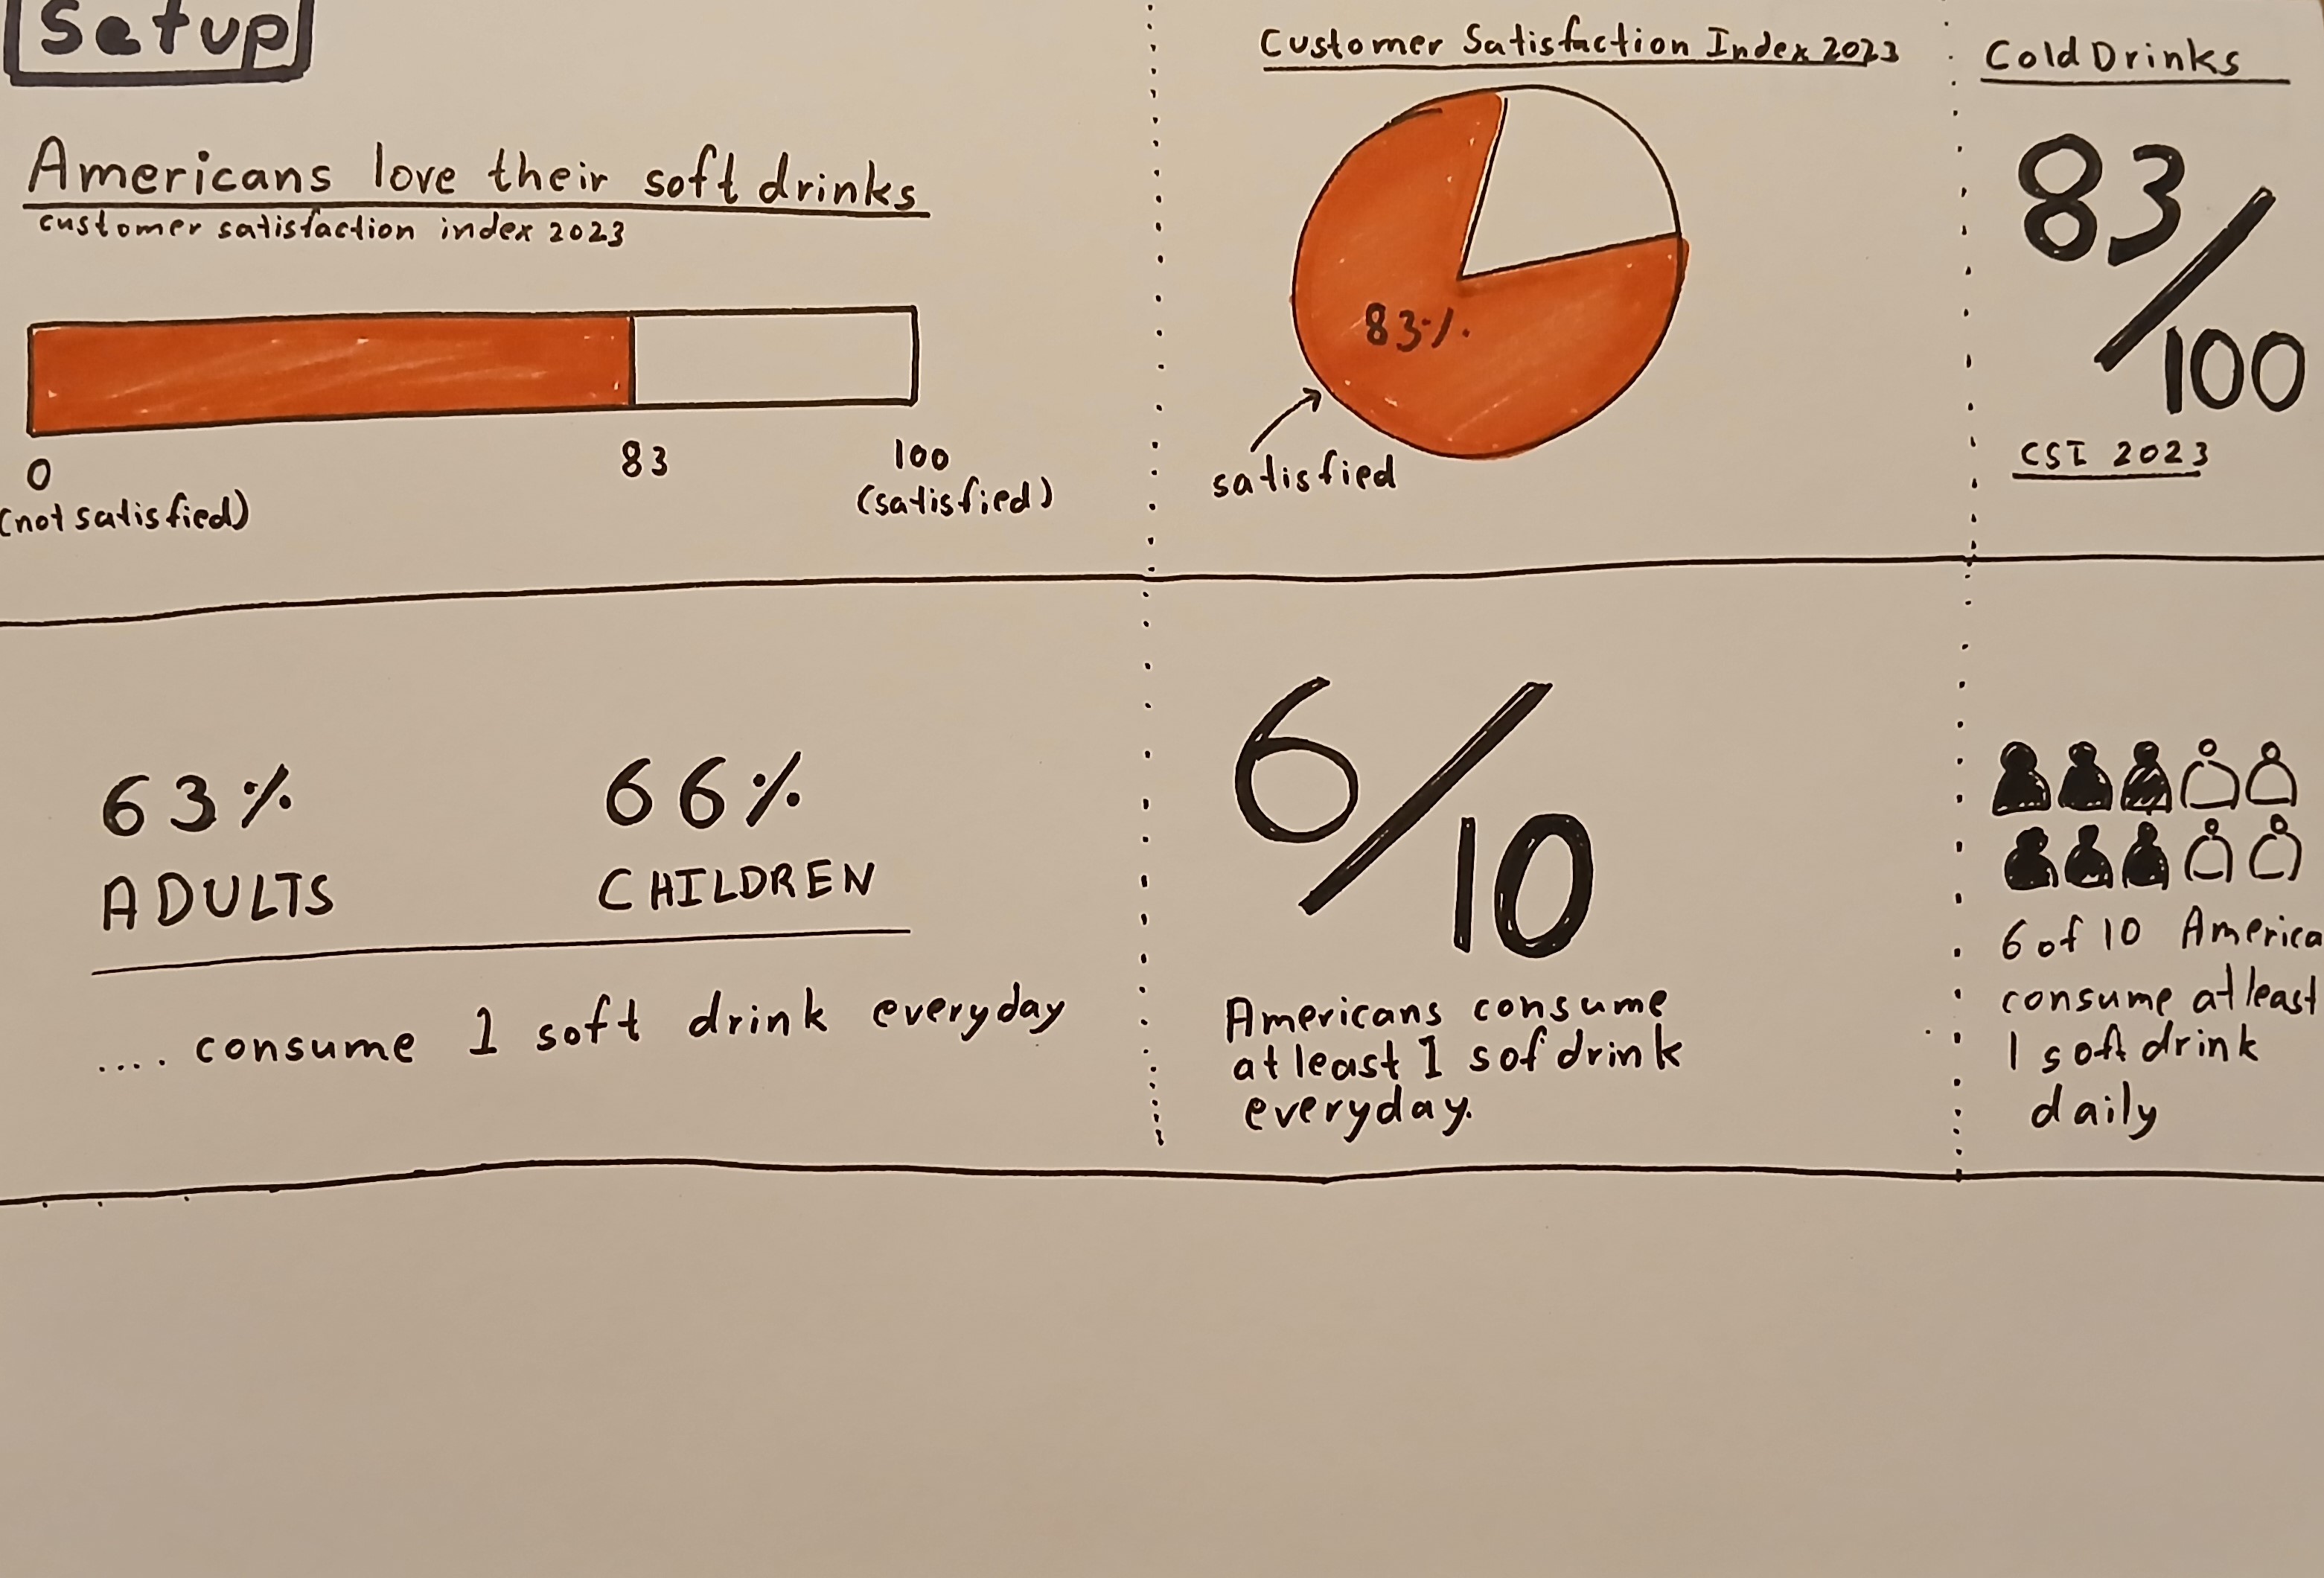 Setup
Americans love their soft drinks
customer satisfaction index 2023
0
83
100
(not satisfied)
(satisfied)
Customer Satisfaction Index 2023
83%
satisfied
Cold Drinks
83/100
CSI 2023
63%
ADULTS
66%
CHILDREN
.... consume 1 soft drink everyday
6/10
Americans consume
at least 1 sof drink
everyday.
6 of 10 America
consume at least
1 soft drink
daily